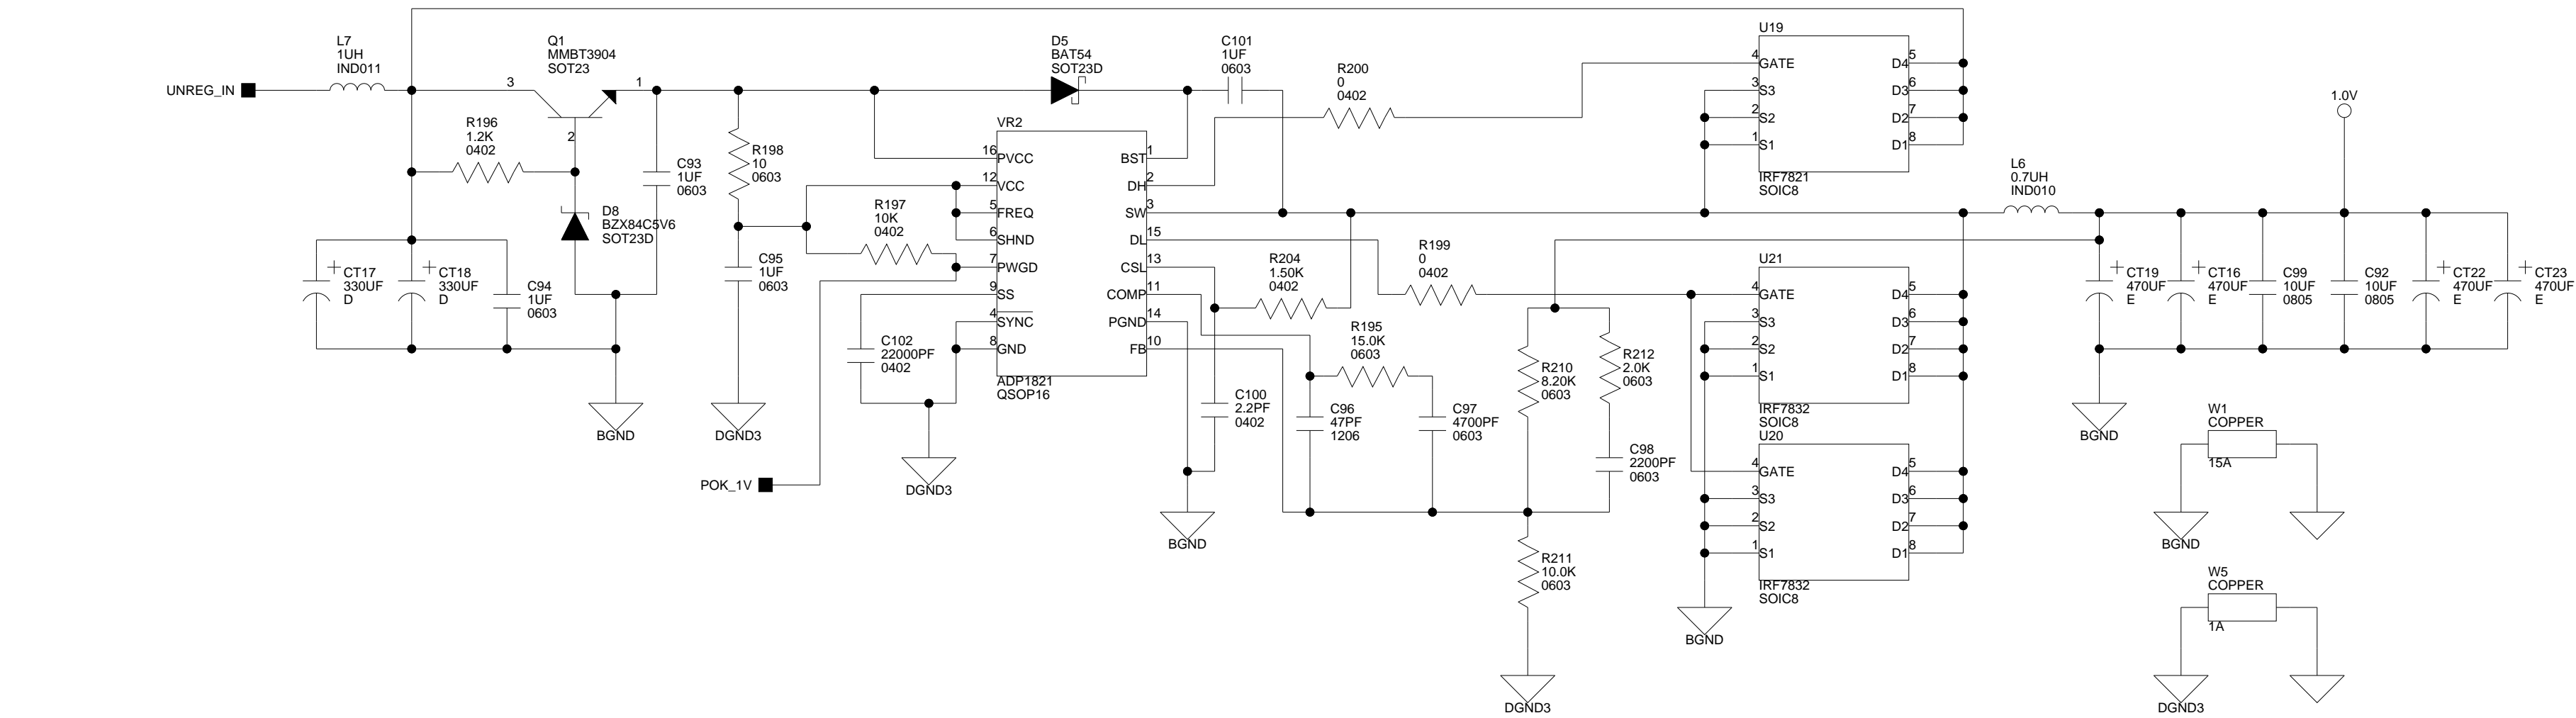 L7
1UH
IND011
UNREG_IN
Q1
MMBT3904
SOT23
3
1
2
R196
1.2K
0402
D8
BZX84C5V6
SOT23D
C93
1UF
0603
CT17
330UF
D
CT18
330UF
D
C94
1UF
0603
BGND
R198
10
0603
C95
1UF
0603
DGND3
R197
10K
0402
C102
22000PF
0402
DGND3
POK_1V
D5
BAT54
SOT23D
C101
1UF
0603
VR2
16 PVCC
12 VCC
5 FREQ
6 SHND
7 PWGD
9 SS
4 SYNC
8 GND
BST 1
DH 2
SW 3
DL 15
CSL 13
COMP 11
PGND 14
FB 10
ADP1821
QSOP16
R200
0
0402
R204
1.50K
0402
R199
0
0402
R195
15.0K
0603
C100
2.2PF
0402
C96
47PF
1206
C97
4700PF
0603
BGND
R210
8.20K
0603
R212
2.0K
0603
C98
2200PF
0603
R211
10.0K
0603
DGND3
U19
4 GATE
3 S3
2 S2
1 S1
D4 5
D3 6
D2 7
D1 8
IRF7821
SOIC8
U21
4 GATE
3 S3
2 S2
1 S1
D4 5
D3 6
D2 7
D1 8
IRF7832
SOIC8
U20
4 GATE
3 S3
2 S2
1 S1
D4 5
D3 6
D2 7
D1 8
IRF7832
SOIC8
BGND
L6
0.7UH
IND010
1.0V
CT19
470UF
E
CT16
470UF
E
C99
10UF
0805
C92
10UF
0805
CT22
470UF
E
CT23
470UF
E
BGND
W1
COPPER
15A
BGND
W5
COPPER
1A
DGND3